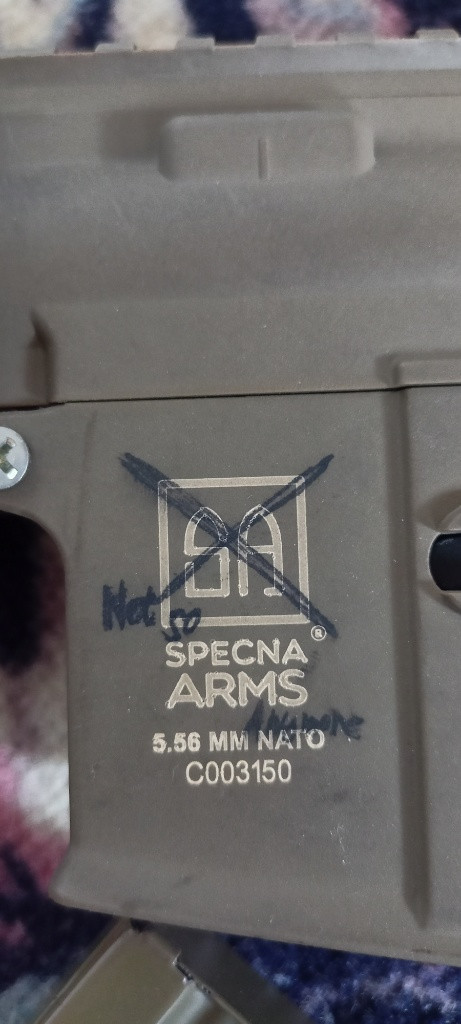 SA
Not so
®
SPECNA
ARMS
Anymore
5.56 MM NATO
C003150